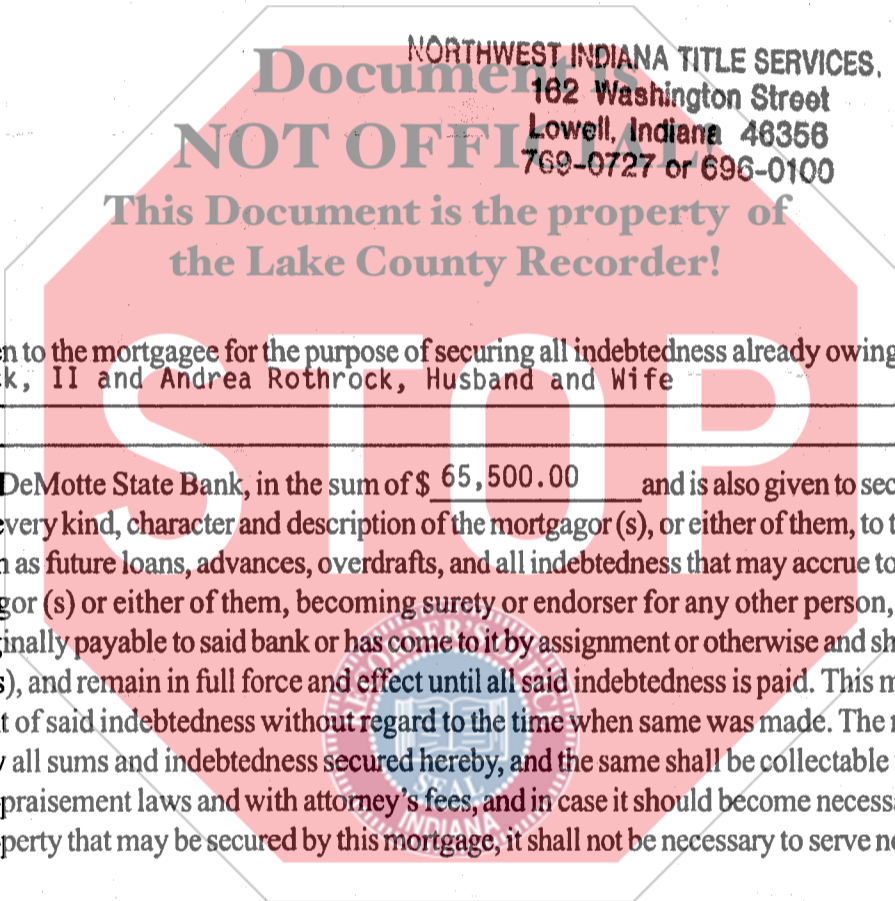 NORTHWEST INDIANA TITLE SERVICES,
162 Washington Street
Lowell, Indiana 46356
769-0727 or 696-0100
Document is
NOT OFFICIAL!
This Document is the property of
the Lake County Recorder!
STOP
en to the mortgagee for the purpose of securing all indebtedness already owing
k, II and Andrea Rothrock, Husband and Wife
DeMotte State Bank, in the sum of $ 65,500.00 and is also given to sec
every kind, character and description of the mortgagor (s), or either of them, to t
n as future loans, advances, overdrafts, and all indebtedness that may accrue to
gor (s) or either of them, becoming surety or endorser for any other person,
inally payable to said bank or has come to it by assignment or otherwise and sh
s), and remain in full force and effect until all said indebtedness is paid. This m
t of said indebtedness without regard to the time when same was made. The
y all sums and indebtedness secured hereby, and the same shall be collectable
praisement laws and with attorney's fees, and in case it should become necess
perty that may be secured by this mortgage, it shall not be necessary to serve n
SEAL
INDIANA